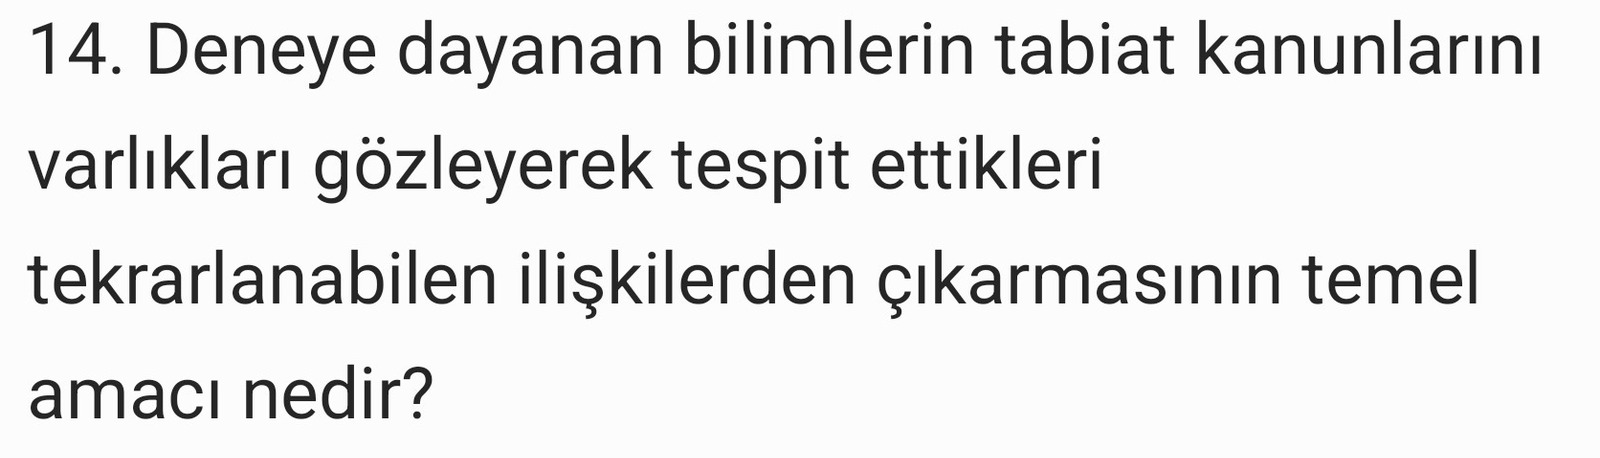 14. Deneye dayanan bilimlerin tabiat kanunlarını
varlıkları gözleyerek tespit ettikleri
tekrarlanabilen ilişkilerden çıkarmasının temel
amacı nedir?